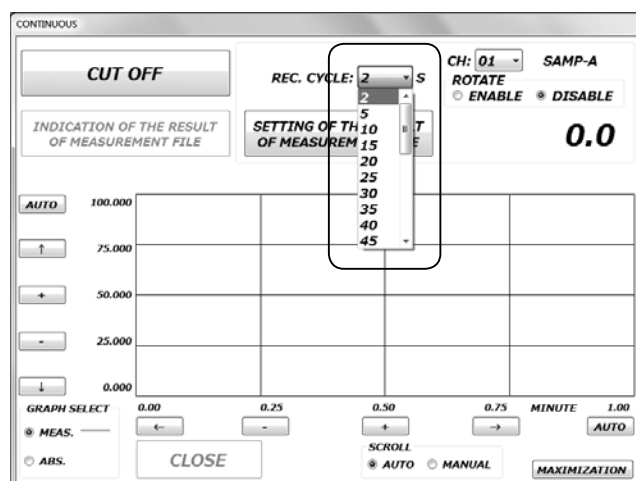 CONTINUOUS
CUT OFF
REC. CYCLE: 2 S
CH: 01 SAMP-A
ROTATE
ENABLE DISABLE
INDICATION OF THE RESULT
OF MEASUREMENT FILE
SETTING OF TH T
OF MEASUREM E
0.0
2
5
10
15
20
25
30
35
40
45
AUTO
100.000
↑
75.000
+
50.000
-
25.000
↓
0.000
GRAPH SELECT
MEAS.
ABS.
0.00 0.25 0.50 0.75 MINUTE 1.00
← - + → AUTO
CLOSE
SCROLL
AUTO MANUAL
MAXIMIZATION